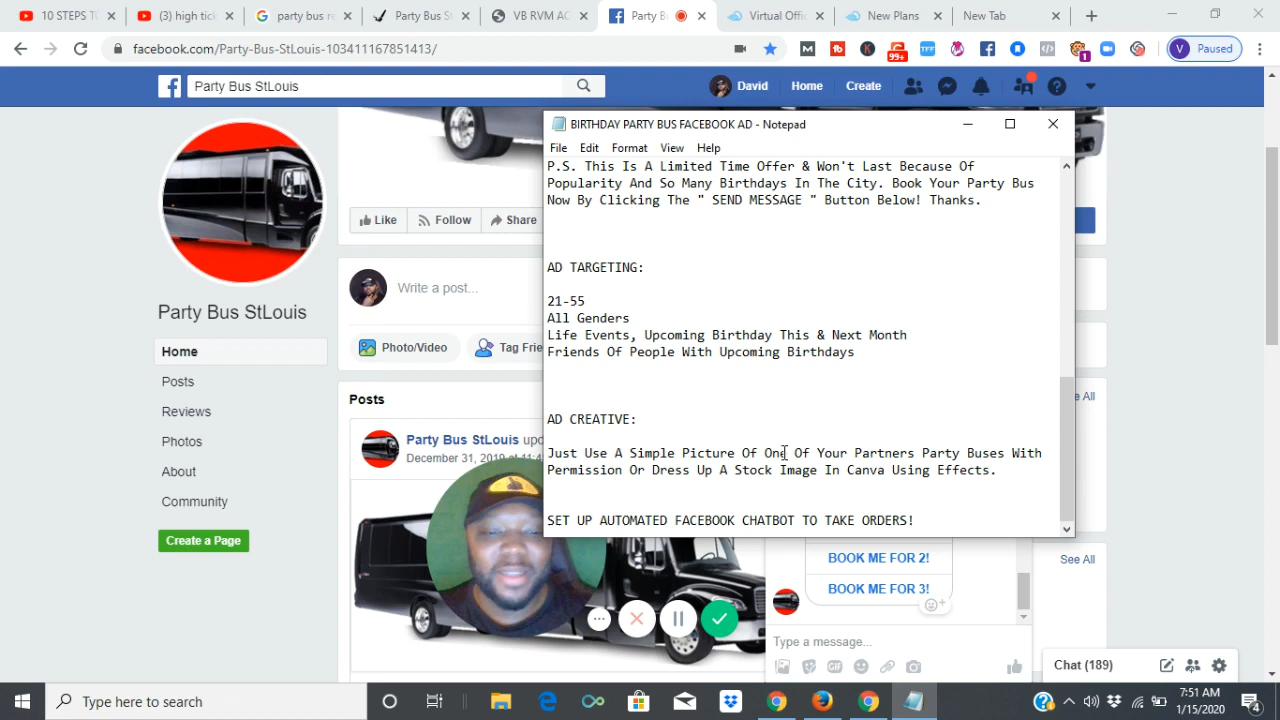 10 STEPS T
(3) high tick
party bus re
Party Bus St
VB RVM AC
Party B
Virtual Offic
New Plans
New Tab
facebook.com/Party-Bus-StLouis-103411167851413/
99+
TFF
1
V
Paused
Party Bus StLouis
David
Home
Create
BIRTHDAY PARTY BUS FACEBOOK AD - Notepad
File Edit Format View Help
P.S. This Is A Limited Time Offer & Won't Last Because Of
Popularity And So Many Birthdays In The City. Book Your Party Bus
Now By Clicking The " SEND MESSAGE " Button Below! Thanks.
AD TARGETING:
21-55
All Genders
Life Events, Upcoming Birthday This & Next Month
Friends Of People With Upcoming Birthdays
AD CREATIVE:
Just Use A Simple Picture Of One Of Your Partners Party Buses With
Permission Or Dress Up A Stock Image In Canva Using Effects.
SET UP AUTOMATED FACEBOOK CHATBOT TO TAKE ORDERS!
Like
Follow
Share
Write a post...
Photo/Video
Tag Frie
Party Bus StLouis
Home
Posts
Reviews
Photos
About
Community
Create a Page
Posts
Party Bus StLouis upd
December 31, 2019
e All
See All
BOOK ME FOR 2!
BOOK ME FOR 3!
Type a message...
GIF
Chat (189)
Type here to search
7:51 AM
1/15/2020
4